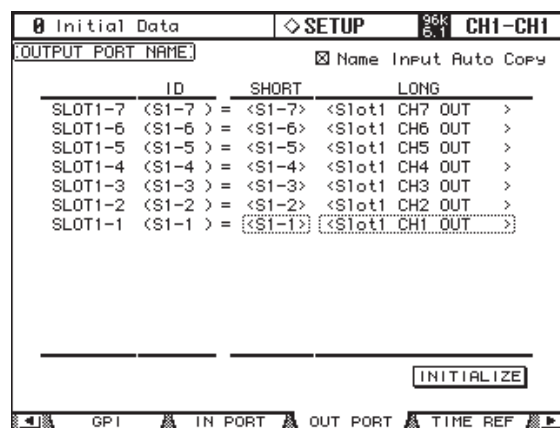 0 Initial Data ◇SETUP 96k 6.1 CH1-CH1
OUTPUT PORT NAME
☒ Name Input Auto Copy
ID SHORT LONG
SLOT1-7 (S1-7 ) = <S1-7> <Slot1 CH7 OUT >
SLOT1-6 (S1-6 ) = <S1-6> <Slot1 CH6 OUT >
SLOT1-5 (S1-5 ) = <S1-5> <Slot1 CH5 OUT >
SLOT1-4 (S1-4 ) = <S1-4> <Slot1 CH4 OUT >
SLOT1-3 (S1-3 ) = <S1-3> <Slot1 CH3 OUT >
SLOT1-2 (S1-2 ) = <S1-2> <Slot1 CH2 OUT >
SLOT1-1 (S1-1 ) = <S1-1> <Slot1 CH1 OUT >
INITIALIZE
GPI IN PORT OUT PORT TIME REF